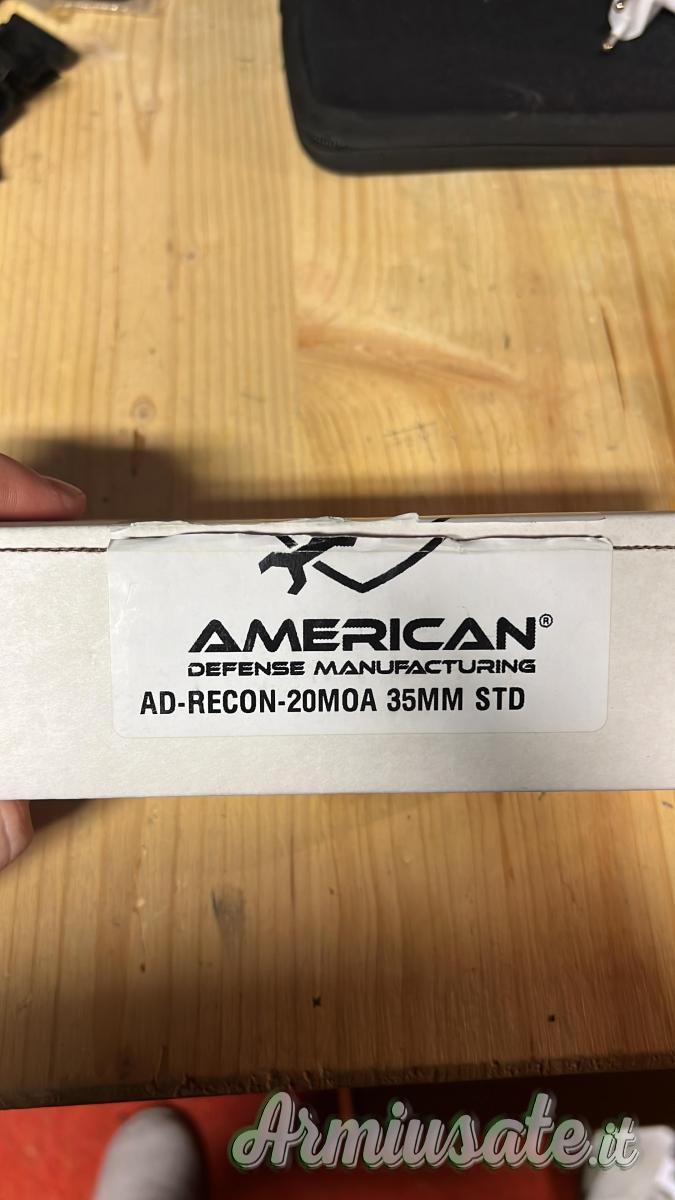 AMERICAN®
DEFENSE MANUFACTURING
AD-RECON-20MOA 35MM STD
Armiusate.it